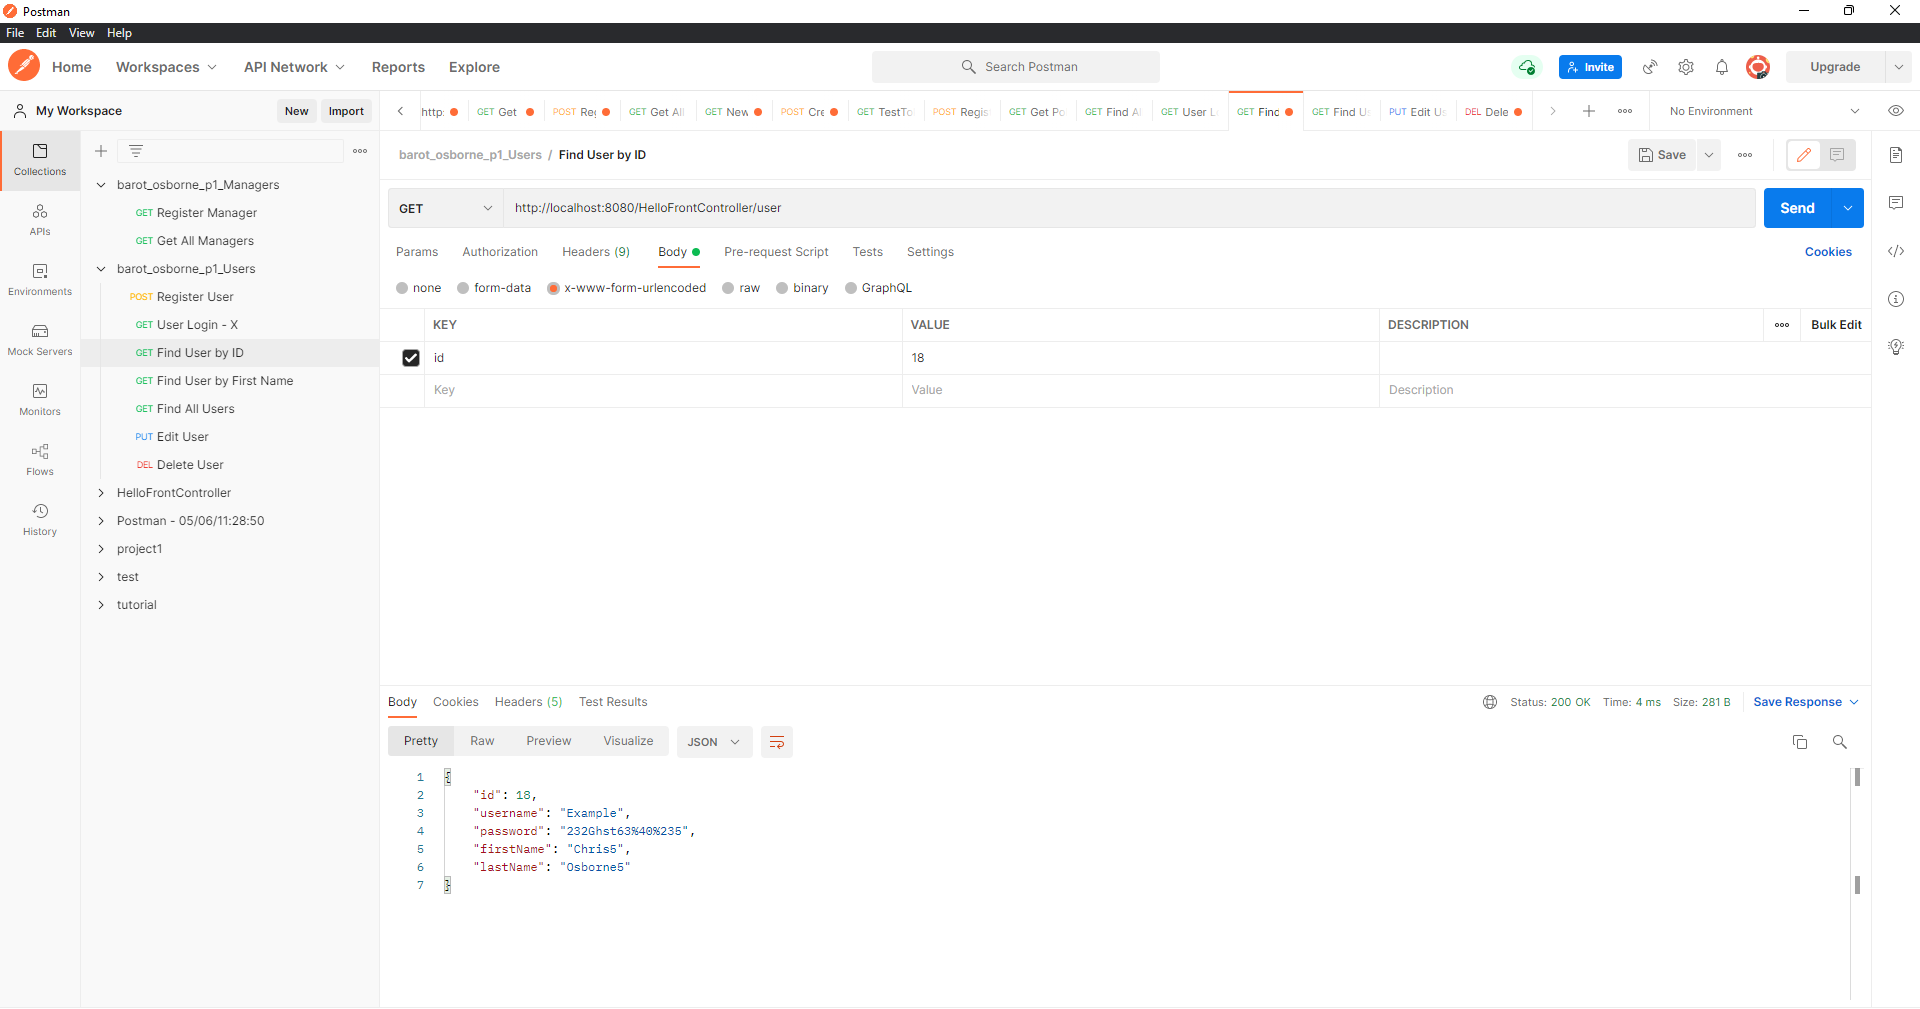 Postman
File Edit View Help
Home Workspaces API Network Reports Explore Search Postman Invite Upgrade
My Workspace New Import
http: GET Get POST Reg GET Get All GET New POST Cre GET TestTo POST Regis GET Get Po GET Find Al GET User L GET Find GET Find Us PUT Edit Us DEL Dele No Environment
barot_osborne_p1_Users / Find User by ID Save
Collections
APIs
Environments
Mock Servers
Monitors
Flows
History
barot_osborne_p1_Managers
GET Register Manager
GET Get All Managers
barot_osborne_p1_Users
POST Register User
GET User Login - X
GET Find User by ID
GET Find User by First Name
GET Find All Users
PUT Edit User
DEL Delete User
HelloFrontController
Postman - 05/06/11:28:50
project1
test
tutorial
GET http://localhost:8080/HelloFrontController/user Send
Params Authorization Headers (9) Body Pre-request Script Tests Settings Cookies
none form-data x-www-form-urlencoded raw binary GraphQL
KEY VALUE DESCRIPTION Bulk Edit
id 18
Key Value Description
Body Cookies Headers (5) Test Results Status: 200 OK Time: 4 ms Size: 281 B Save Response
Pretty Raw Preview Visualize JSON
1 {
2 "id": 18,
3 "username": "Example",
4 "password": "232Ghst63%40%235",
5 "firstName": "Chris5",
6 "lastName": "Osborne5"
7 }